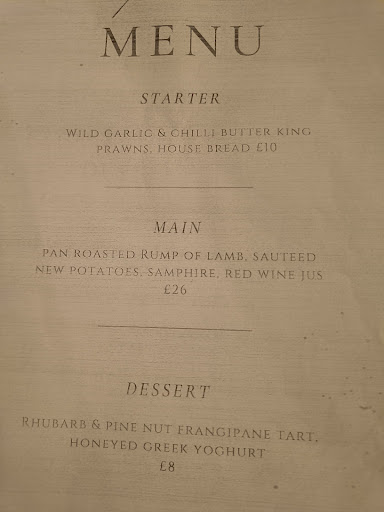 MENU
STARTER
WILD GARLIC & CHILLI BUTTER KING
PRAWNS, HOUSE BREAD £10
MAIN
PAN ROASTED RUMP OF LAMB, SAUTEED
NEW POTATOES, SAMPHIRE, RED WINE JUS
£26
DESSERT
RHUBARB & PINE NUT FRANGIPANE TART,
HONEYED GREEK YOGHURT
£8